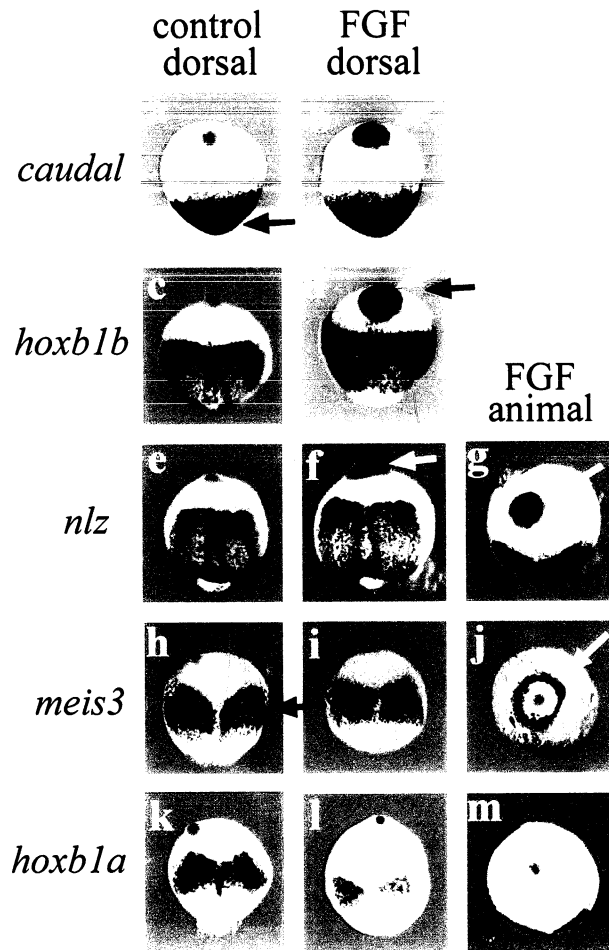 control dorsal
FGF dorsal
caudal
c
hoxb1b
FGF animal
e
f
g
nlz
h
i
j
meis3
k
l
m
hoxb1a